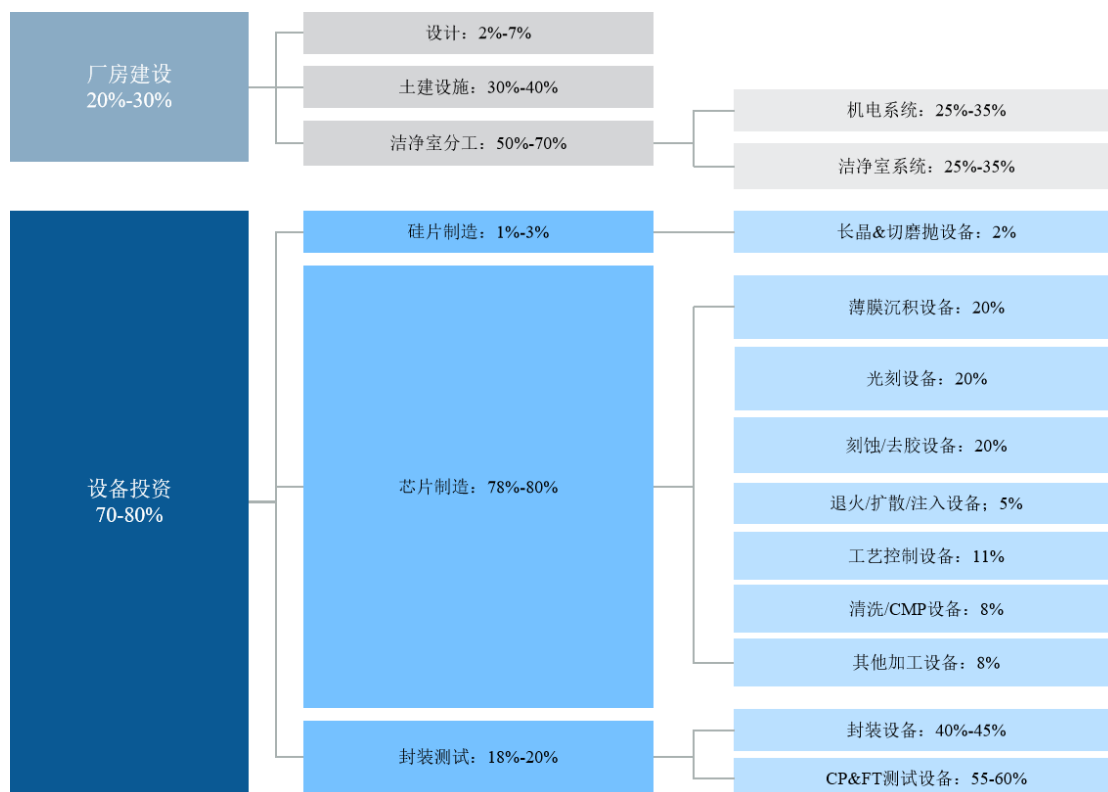 厂房建设
20%-30%
设计：2%-7%
土建设施：30%-40%
洁净室分工：50%-70%
机电系统：25%-35%
洁净室系统：25%-35%
设备投资
70-80%
硅片制造：1%-3%
长晶&切磨抛设备：2%
芯片制造：78%-80%
薄膜沉积设备：20%
光刻设备：20%
刻蚀/去胶设备：20%
退火/扩散/注入设备；5%
工艺控制设备：11%
清洗/CMP设备：8%
其他加工设备：8%
封装测试：18%-20%
封装设备：40%-45%
CP&FT测试设备：55-60%